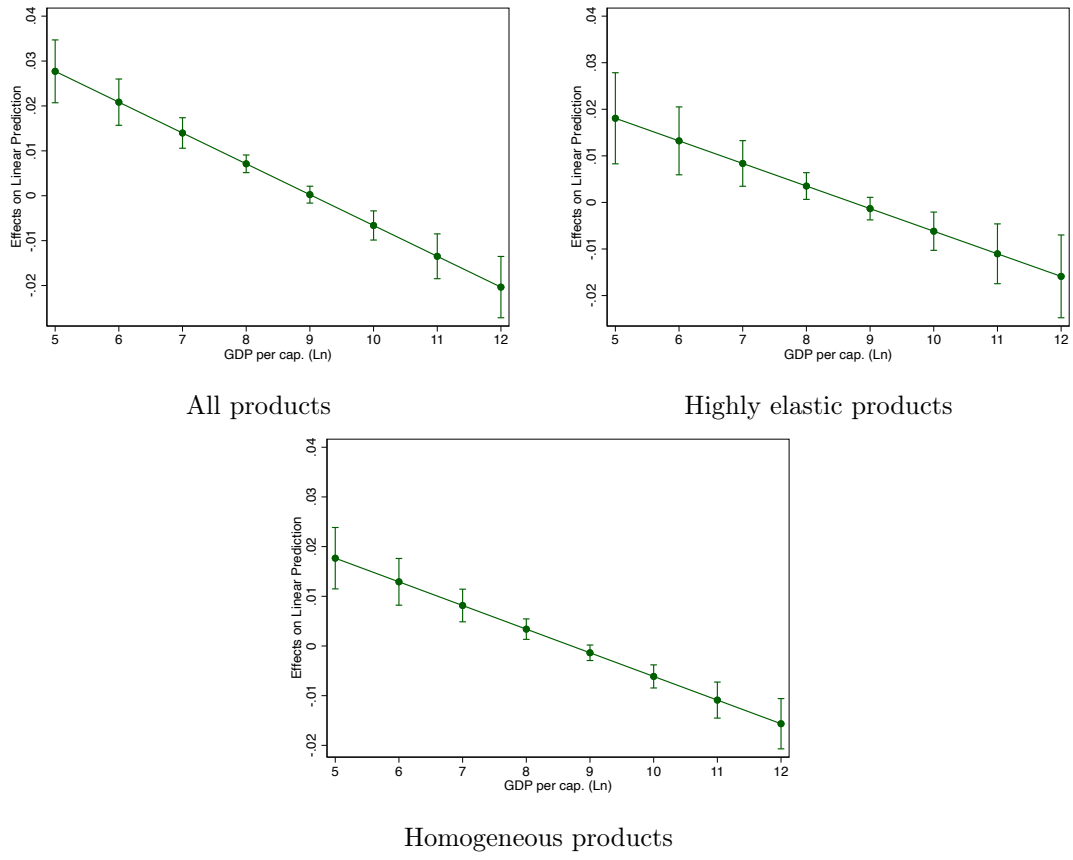 Effects on Linear Prediction
.04
.03
.02
.01
0
-.01
-.02
5 6 7 8 9 10 11 12
GDP per cap. (Ln)
All products
Effects on Linear Prediction
.04
.03
.02
.01
0
-.01
-.02
5 6 7 8 9 10 11 12
GDP per cap. (Ln)
Highly elastic products
Effects on Linear Prediction
.04
.03
.02
.01
0
-.01
-.02
5 6 7 8 9 10 11 12
GDP per cap. (Ln)
Homogeneous products